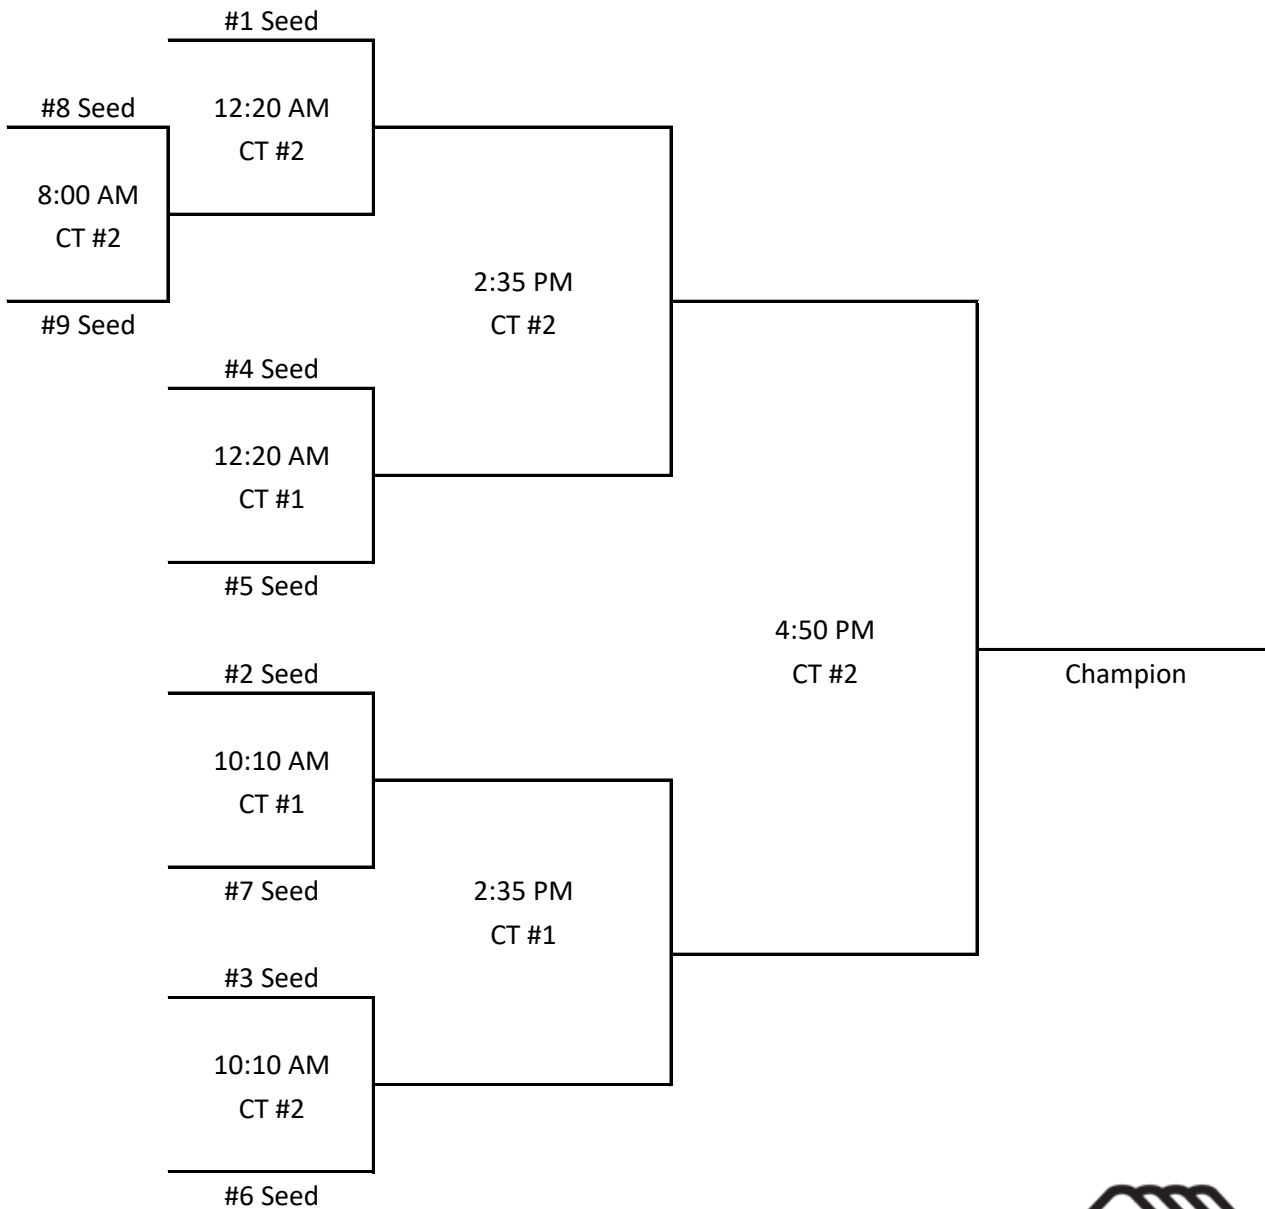 #1 Seed
#8 Seed
12:20 AM
CT #2
8:00 AM
CT #2
#9 Seed
2:35 PM
CT #2
#4 Seed
12:20 AM
CT #1
#5 Seed
4:50 PM
CT #2
Champion
#2 Seed
10:10 AM
CT #1
#7 Seed
2:35 PM
CT #1
#3 Seed
10:10 AM
CT #2
#6 Seed